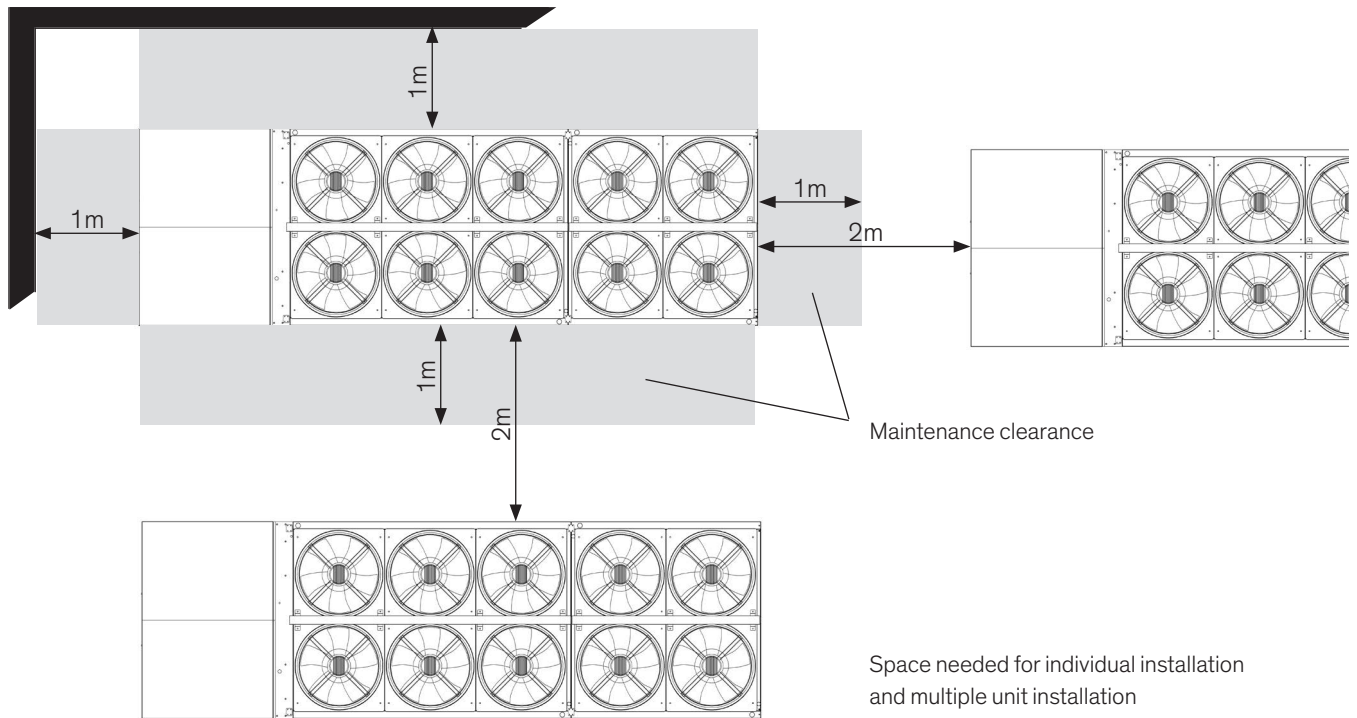 1m
1m
1m
2m
1m
2m
Maintenance clearance
Space needed for individual installation
and multiple unit installation